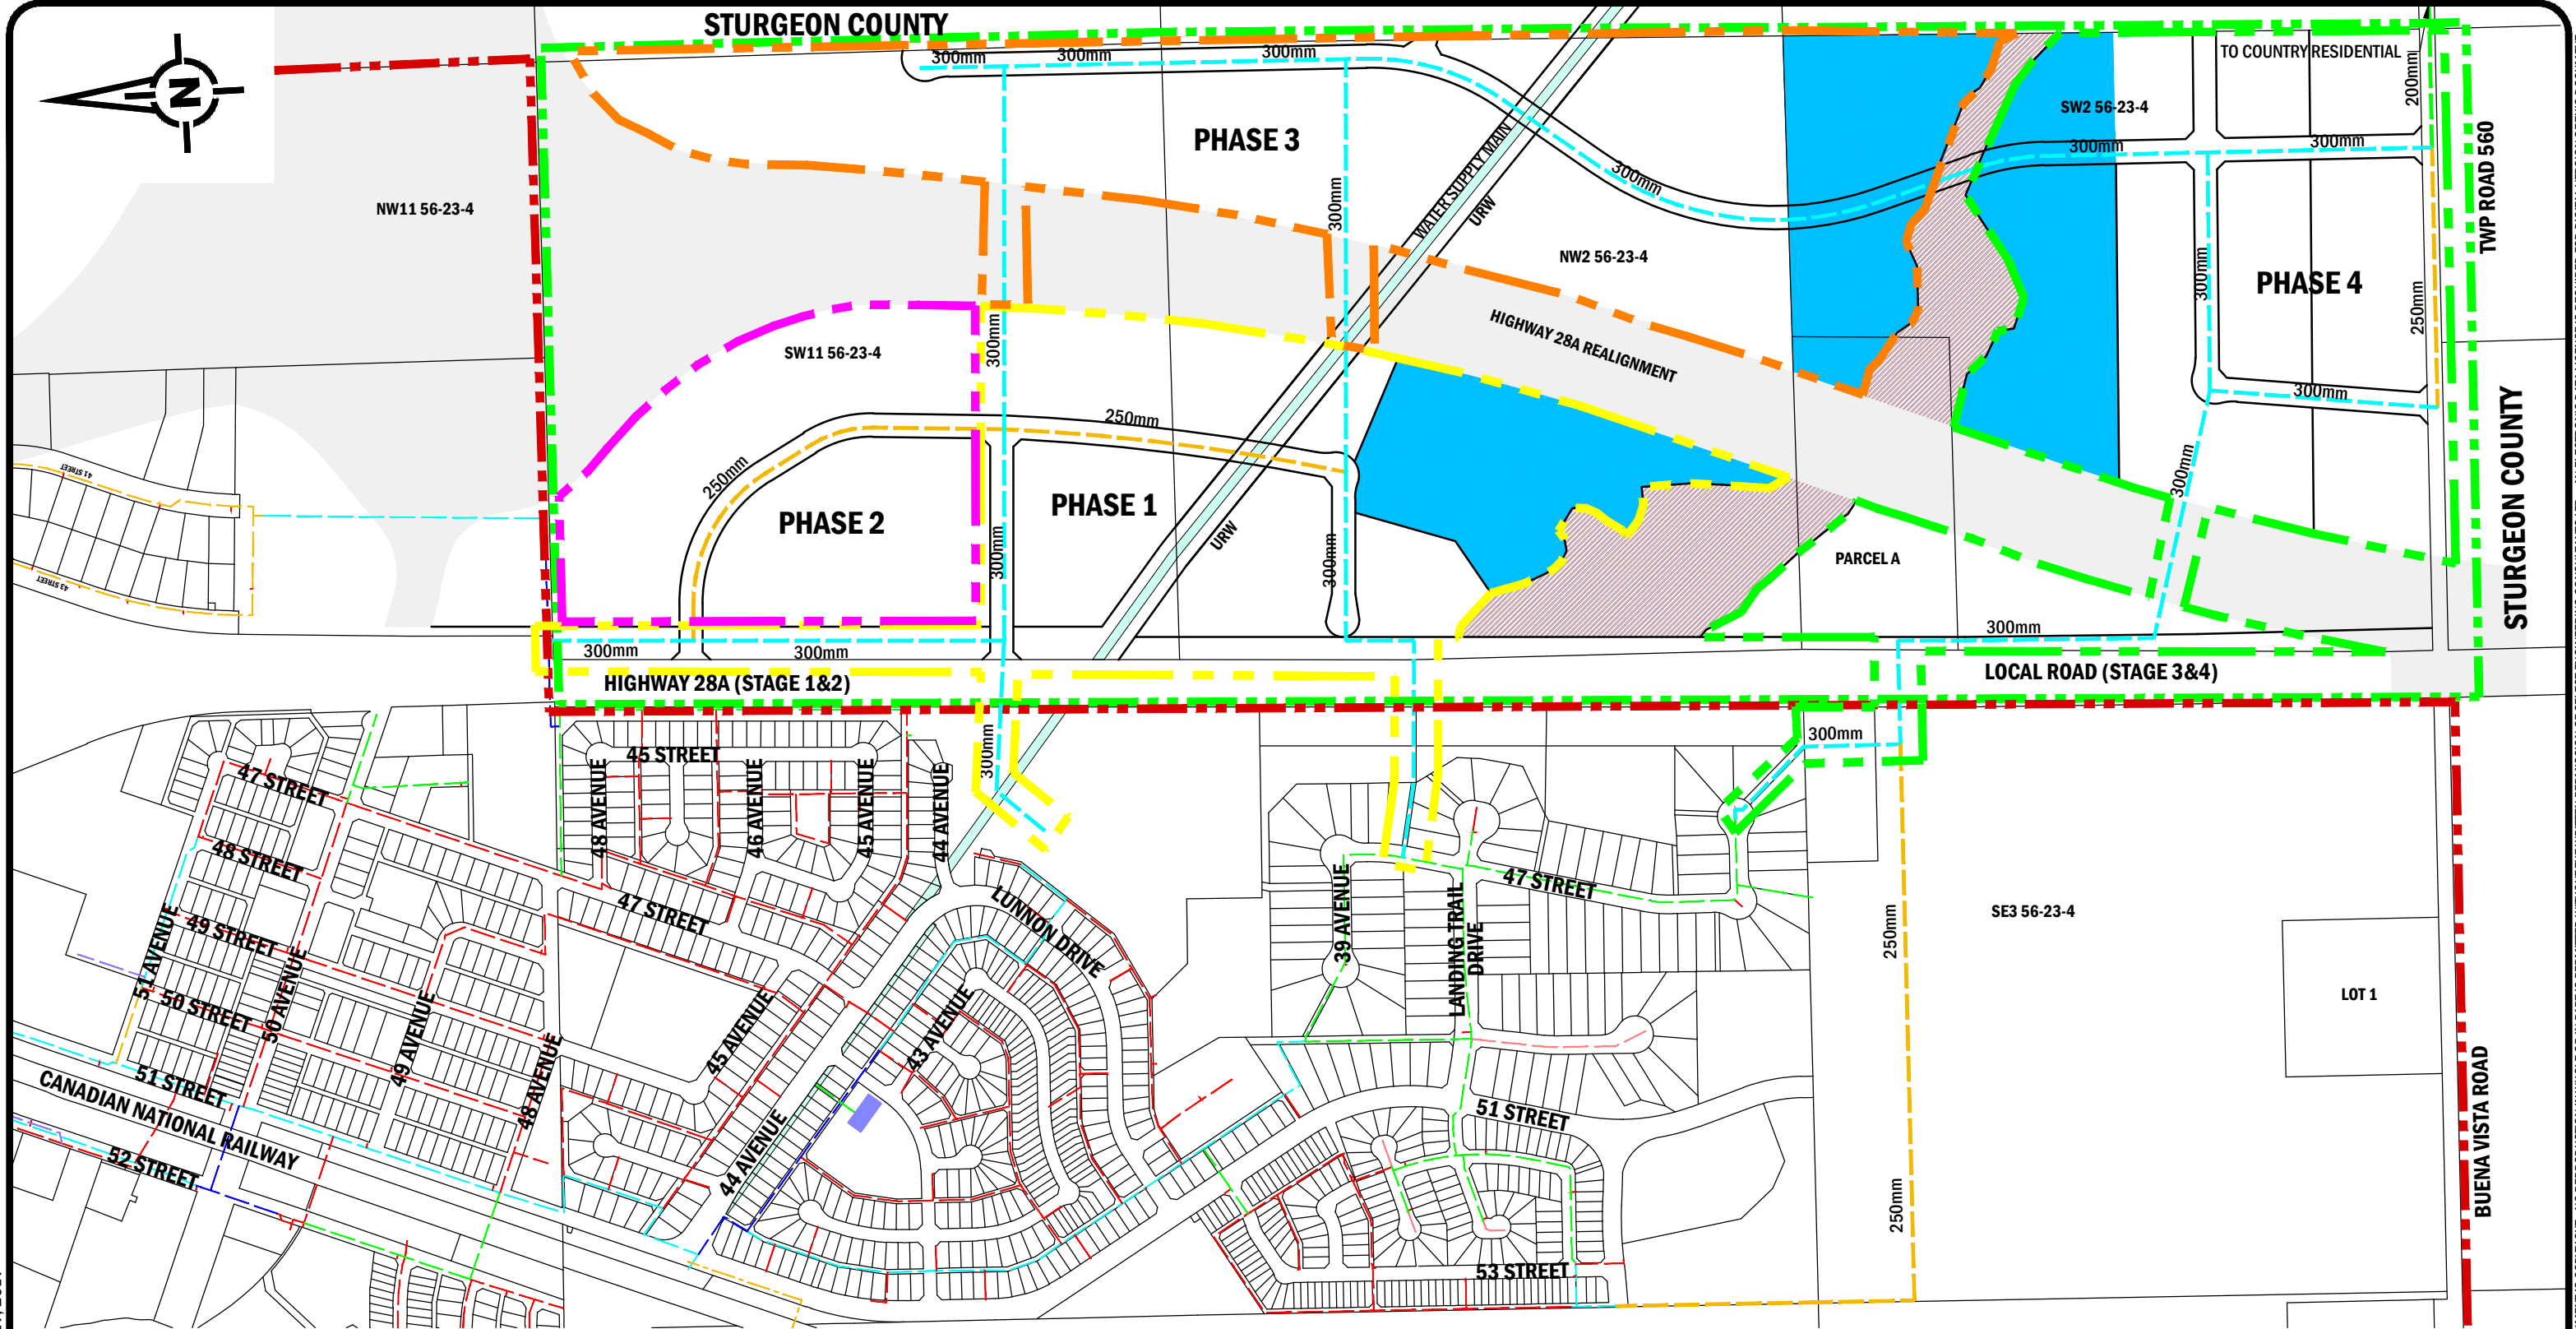 STURGEON COUNTY
N
300mm
300mm
300mm
TO COUNTRY RESIDENTIAL
200mm
SW2 56-23-4
PHASE 3
300mm
300mm
TWP ROAD 560
WATER SUPPLY MAIN
URW
300mm
300mm
NW11 56-23-4
NW2 56-23-4
300mm
PHASE 4
250mm
HIGHWAY 28A REALIGNMENT
300mm
SW11 56-23-4
300mm
250mm
250mm
300mm
STURGEON COUNTY
41 STREET
PHASE 2
PHASE 1
URW
300mm
300mm
PARCEL A
43 STREET
300mm
300mm
300mm
HIGHWAY 28A (STAGE 1&2)
LOCAL ROAD (STAGE 3&4)
300mm
300mm
45 STREET
47 STREET
48 AVENUE
46 AVENUE
45 AVENUE
44 AVENUE
48 STREET
47 STREET
LUNNON DRIVE
39 AVENUE
47 STREET
LANDING TRAIL
DRIVE
SE3 56-23-4
250mm
49 STREET
51 AVENUE
50 STREET
50 AVENUE
49 AVENUE
48 AVENUE
45 AVENUE
43 AVENUE
LOT 1
51 STREET
CANADIAN NATIONAL RAILWAY
52 STREET
44 AVENUE
51 STREET
250mm
53 STREET
BUENA VISTA ROAD